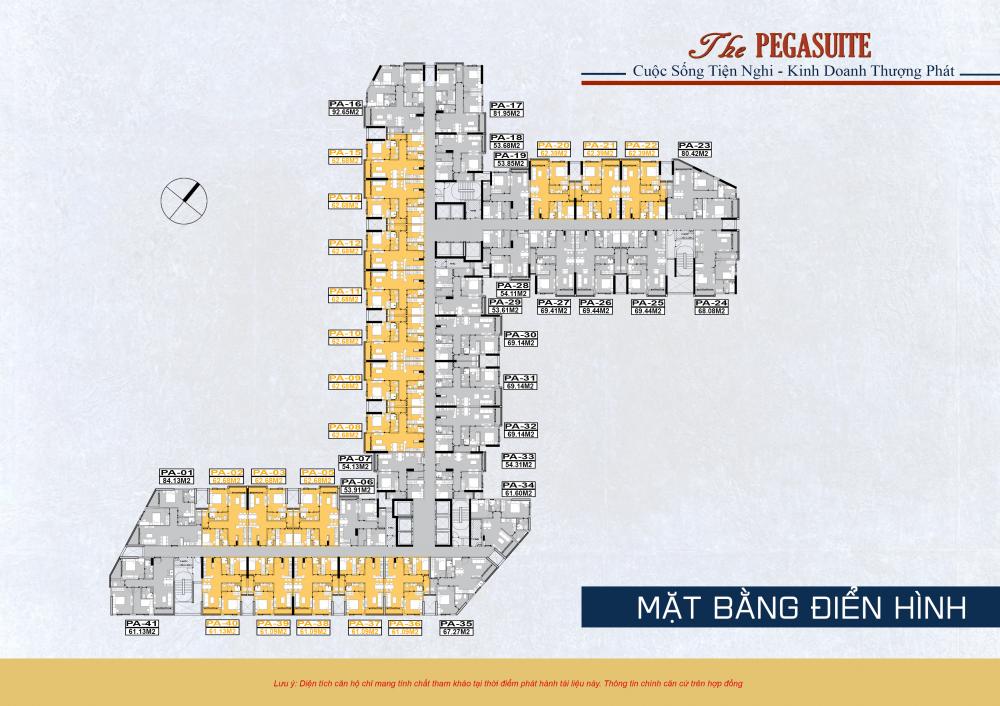 The PEGASUITE
Cuộc Sống Tiện Nghi - Kinh Doanh Thượng Phát
PA-16
92.65M2
PA-17
81.95M2
PA-18
53.68M2
PA-19
53.85M2
PA-20
62.39M2
PA-21
62.39M2
PA-22
62.39M2
PA-23
80.42M2
PA-15
62.68M2
PA-14
62.68M2
PA-12
62.68M2
PA-11
62.68M2
PA-10
62.68M2
PA-09
62.68M2
PA-08
62.68M2
PA-28
54.11M2
PA-29
53.61M2
PA-27
69.41M2
PA-26
69.44M2
PA-25
69.44M2
PA-24
68.08M2
PA-30
69.14M2
PA-31
69.14M2
PA-32
69.14M2
PA-33
54.31M2
PA-34
61.60M2
PA-07
54.13M2
PA-06
53.91M2
PA-01
84.13M2
PA-02
62.68M2
PA-03
62.68M2
PA-05
62.68M2
PA-41
61.13M2
PA-40
61.13M2
PA-39
61.09M2
PA-38
61.09M2
PA-37
61.09M2
PA-36
61.09M2
PA-35
67.27M2
MẶT BẰNG ĐIỂN HÌNH
Lưu ý: Diện tích căn hộ chỉ mang tính chất tham khảo tại thời điểm phát hành tài liệu này. Thông tin chính căn cứ trên hợp đồng